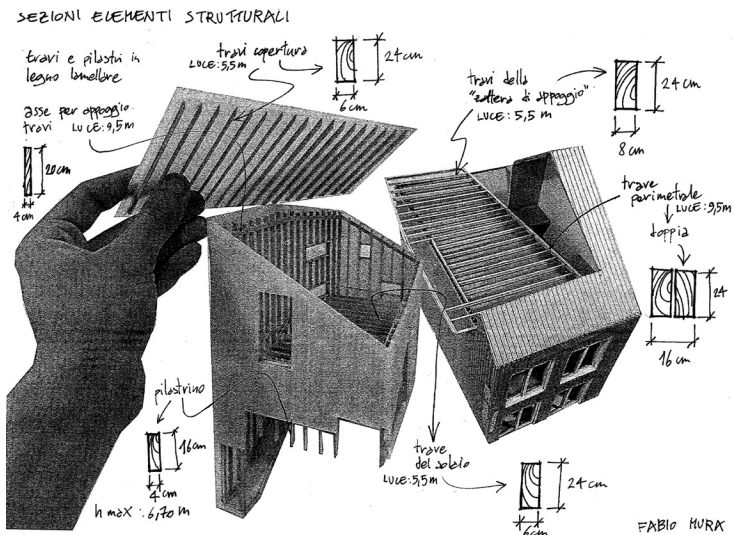 SEZIONI ELEMENTI STRUTTURALI
travi e pilastri in
legno lamellare
asse per appoggio
travi LUCE: 9,5m
20 cm
4 cm
travi copertura
LUCE: 5,5 m
24 cm
6 cm
travi della
"zattera di appoggio"
LUCE: 5,5 m
24 cm
8 cm
trave
perimetrale
LUCE: 9,5m
doppia
24
16 cm
pilastrino
16 cm
4 cm
h max: 6,70 m
trave
del solaio
LUCE: 5,5m
24 cm
6 cm
FABIO MURA